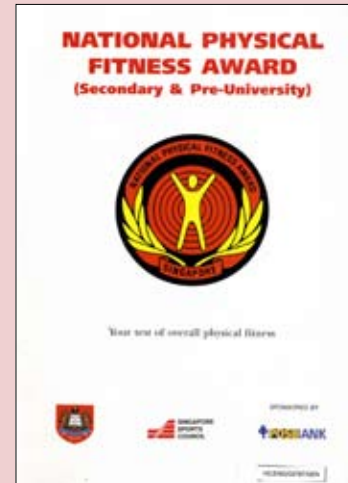 NATIONAL PHYSICAL
FITNESS AWARD
(Secondary & Pre-University)
NATIONAL PHYSICAL FITNESS AWARD
SINGAPORE
Your test of overall physical fitness
SPONSORED BY
SINGAPORE
SPORTS
COUNCIL
POSBANK